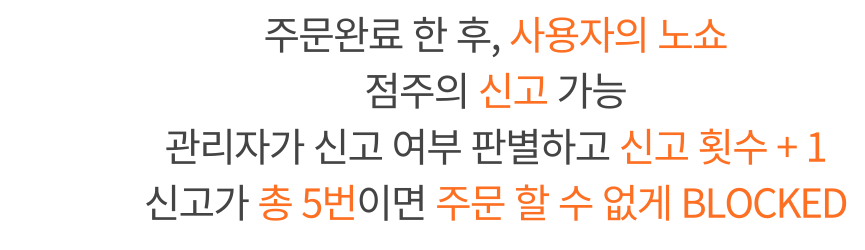 주문완료 한 후, 사용자의 노쇼
점주의 신고 가능
관리자가 신고 여부 판별하고 신고 횟수 + 1
신고가 총 5번이면 주문 할 수 없게 BLOCKED